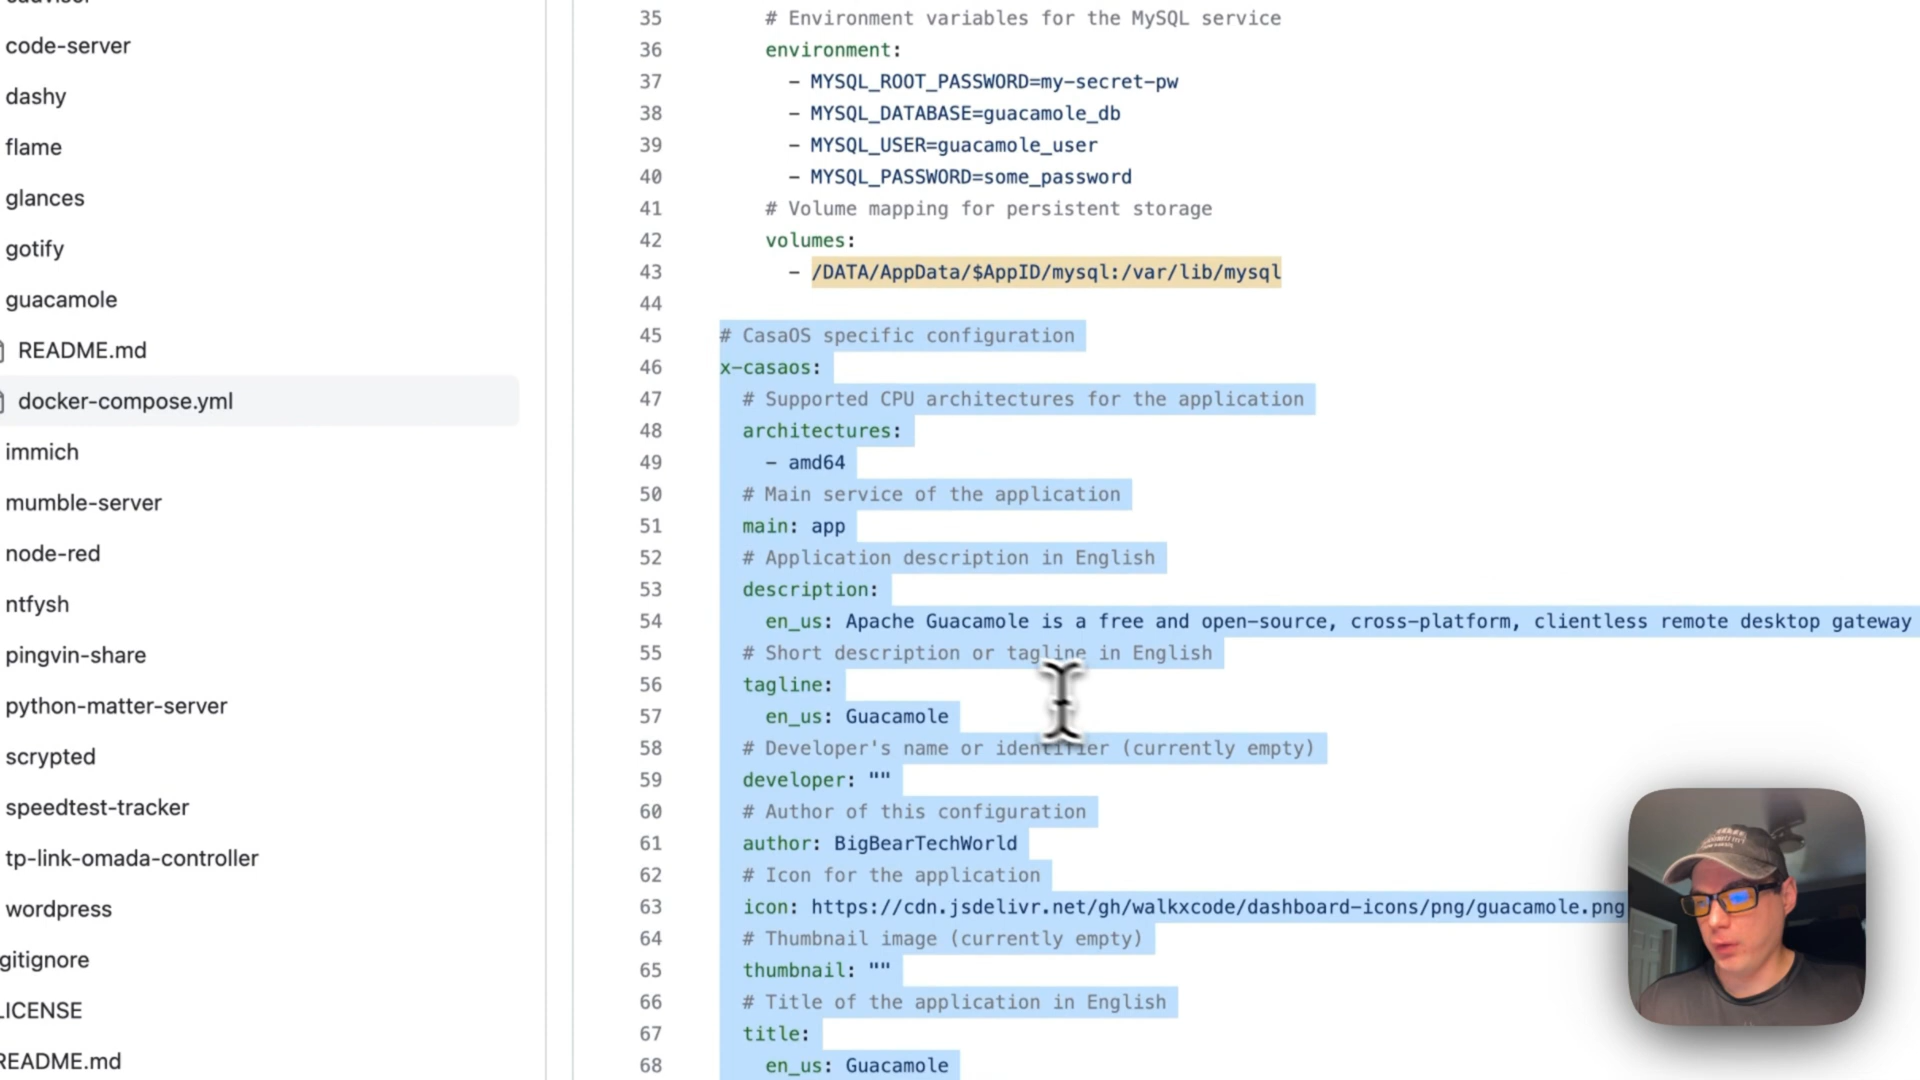 code-server
dashy
flame
glances
gotify
guacamole
README.md
docker-compose.yml
immich
mumble-server
node-red
ntfysh
pingvin-share
python-matter-server
scrypted
speedtest-tracker
tp-link-omada-controller
wordpress
gitignore
LICENSE
README.md
35 # Environment variables for the MySQL service
36 environment:
37 - MYSQL_ROOT_PASSWORD=my-secret-pw
38 - MYSQL_DATABASE=guacamole_db
39 - MYSQL_USER=guacamole_user
40 - MYSQL_PASSWORD=some_password
41 # Volume mapping for persistent storage
42 volumes:
43 - /DATA/AppData/$AppID/mysql:/var/lib/mysql
44
45 # CasaOS specific configuration
46 x-casaos:
47 # Supported CPU architectures for the application
48 architectures:
49 - amd64
50 # Main service of the application
51 main: app
52 # Application description in English
53 description:
54 en_us: Apache Guacamole is a free and open-source, cross-platform, clientless remote desktop gateway
55 # Short description or tagline in English
56 tagline:
57 en_us: Guacamole
58 # Developer's name or identifier (currently empty)
59 developer: ""
60 # Author of this configuration
61 author: BigBearTechWorld
62 # Icon for the application
63 icon: https://cdn.jsdelivr.net/gh/walkxcode/dashboard-icons/png/guacamole.png
64 # Thumbnail image (currently empty)
65 thumbnail: ""
66 # Title of the application in English
67 title:
68 en_us: Guacamole